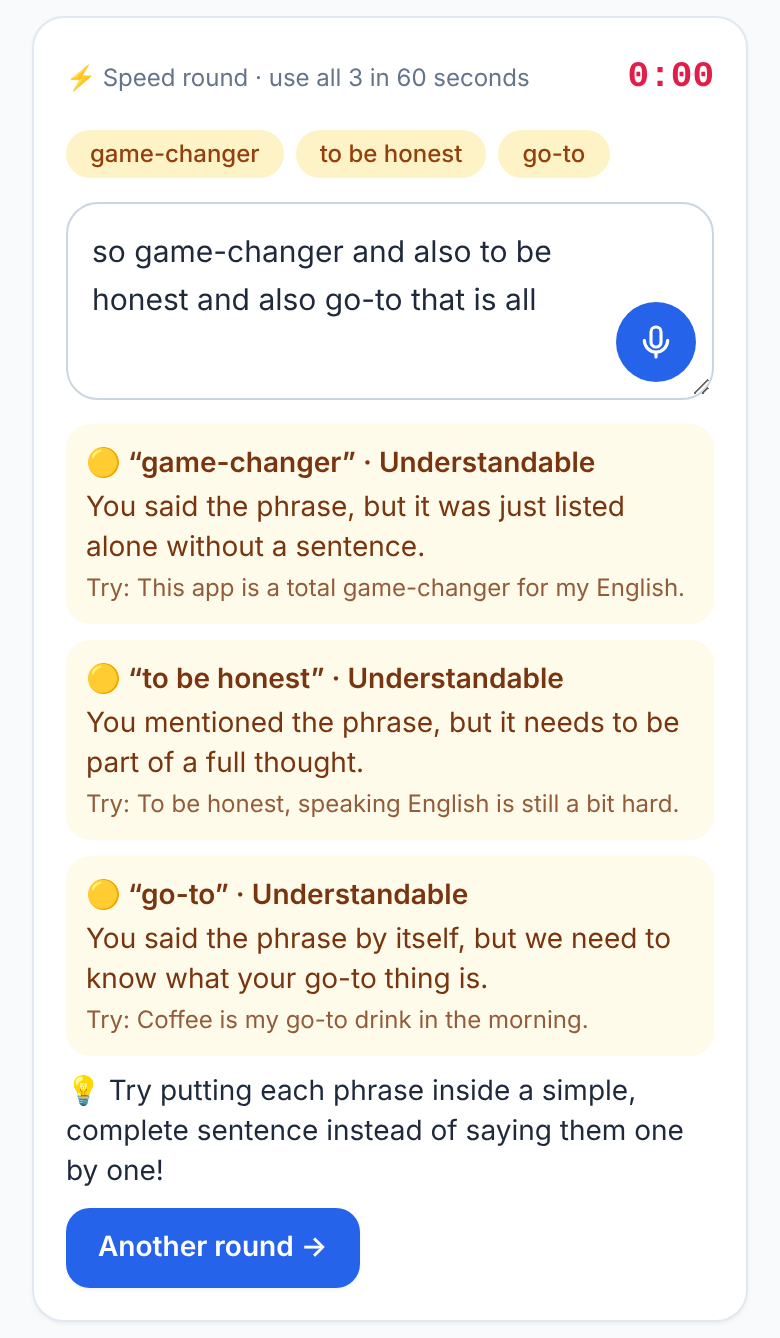 ⚡ Speed round · use all 3 in 60 seconds 0:00
game-changer to be honest go-to
so game-changer and also to be
honest and also go-to that is all
🟡 “game-changer” · Understandable
You said the phrase, but it was just listed
alone without a sentence.
Try: This app is a total game-changer for my English.
🟡 “to be honest” · Understandable
You mentioned the phrase, but it needs to be
part of a full thought.
Try: To be honest, speaking English is still a bit hard.
🟡 “go-to” · Understandable
You said the phrase by itself, but we need to
know what your go-to thing is.
Try: Coffee is my go-to drink in the morning.
💡 Try putting each phrase inside a simple,
complete sentence instead of saying them one
by one!
Another round →